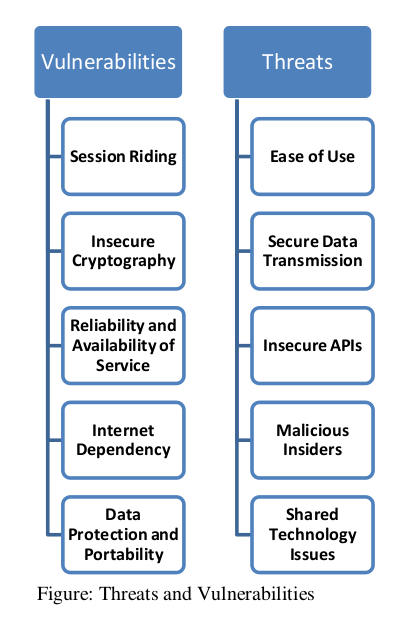 Vulnerabilities
Session Riding
Insecure
Cryptography
Reliability and
Availability of
Service
Internet
Dependency
Data
Protection and
Portability
Threats
Ease of Use
Secure Data
Transmission
Insecure APIs
Malicious
Insiders
Shared
Technology
Issues
Figure: Threats and Vulnerabilities